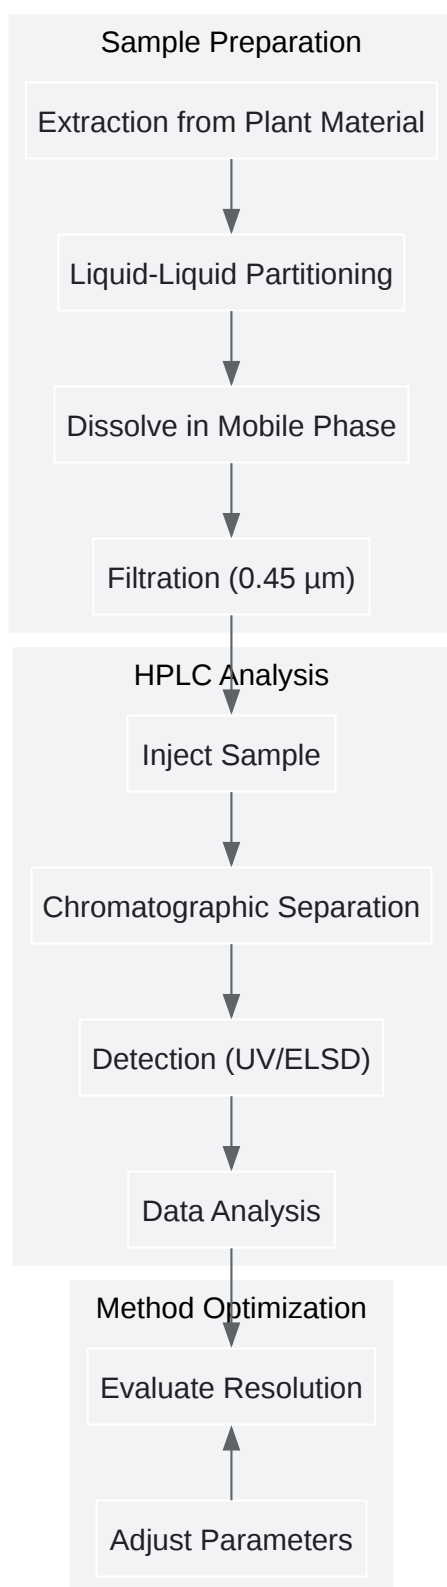 Sample Preparation
Extraction from Plant Material
Liquid-Liquid Partitioning
Dissolve in Mobile Phase
Filtration (0.45 µm)
HPLC Analysis
Inject Sample
Chromatographic Separation
Detection (UV/ELSD)
Data Analysis
Method Optimization
Evaluate Resolution
Adjust Parameters